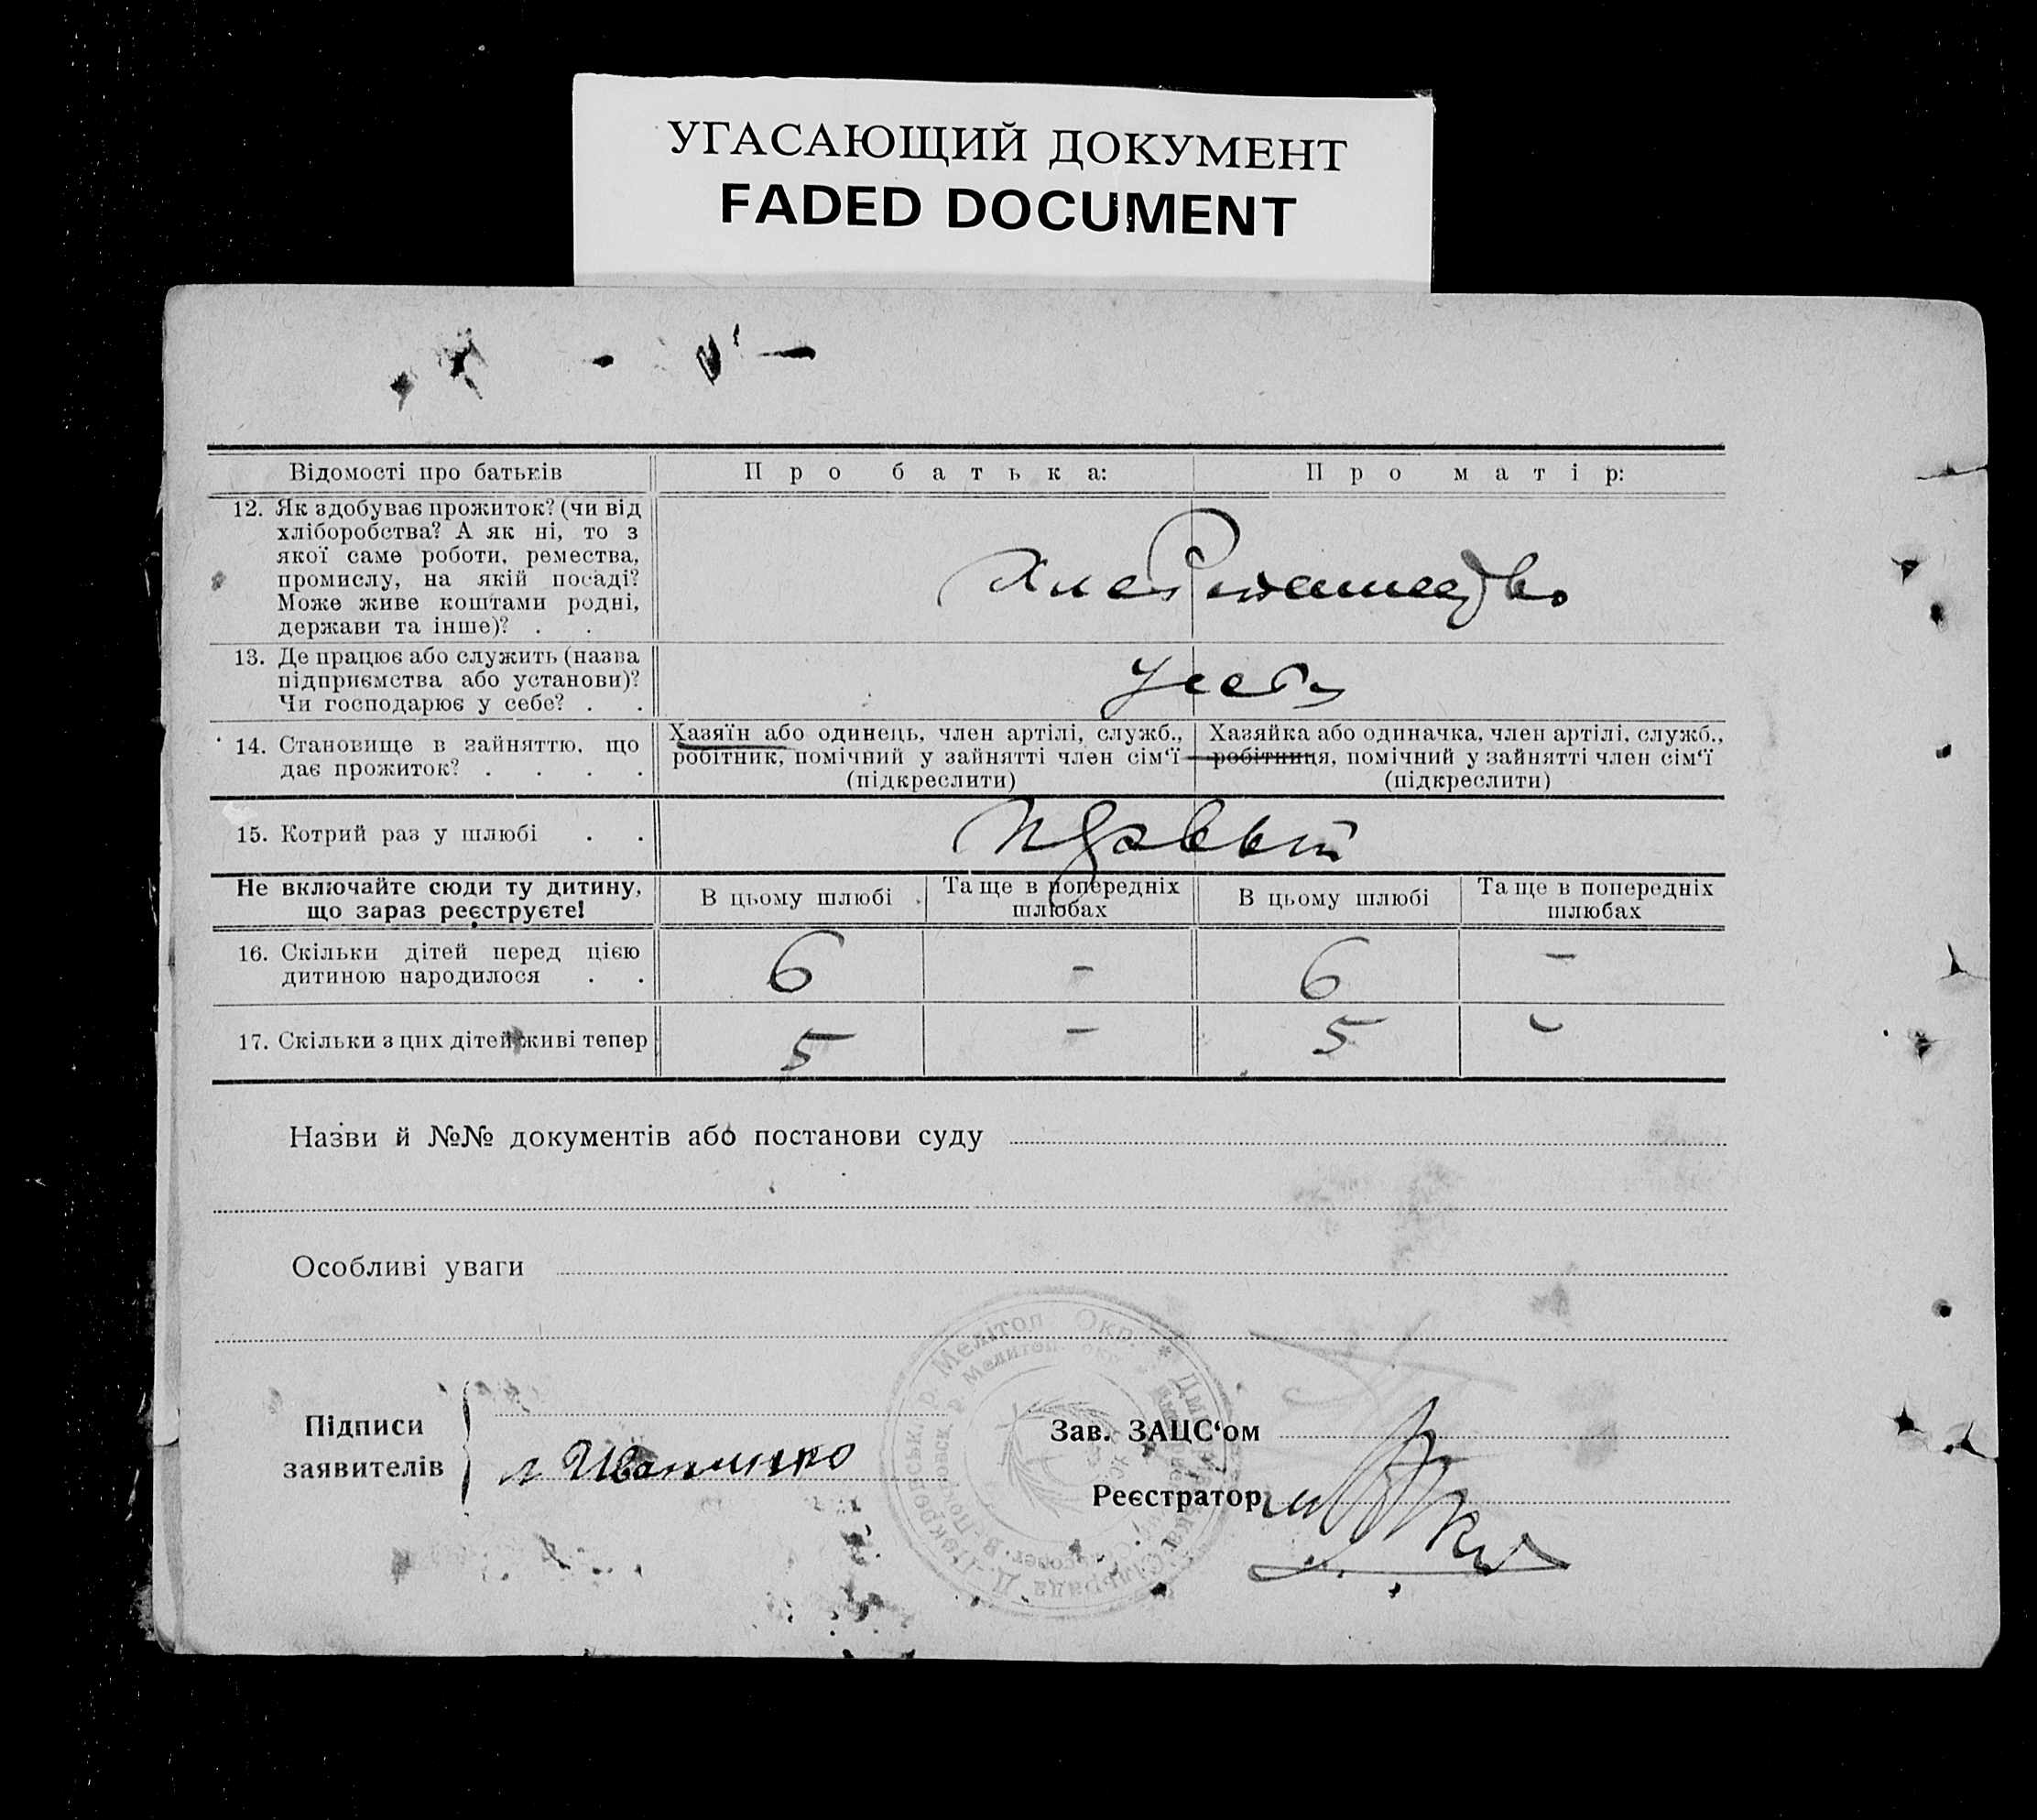 УГАСАЮЩИЙ ДОКУМЕНТ
FADED DOCUMENT
Відомості про батьків
Про батька:
Про матір:
12. Як здобуває прожиток? (чи від
хліборобства? А як ні, то з
якої саме роботи, ремества,
промислу, на якій посаді?
Може живе коштами родні,
держави та інше)? . .
13. Де працює або служить (назва
підприємства або установи)?
Чи господарює у себе? . .
14. Становище в зайняттю, що
дає прожиток? . . . .
Хазяїн або одинець, член артілі, служб.,
робітник, помічний у зайнятті член сім‘ї
(підкреслити)
Хазяйка або одиначка, член артілі, служб.,
робітниця, помічний у зайнятті член сім‘ї
(підкреслити)
15. Котрий раз у шлюбі . .
первый
Не включайте сюди ту дитину,
що зараз реєструєте!
В цьому шлюбі
Та ще в попередніх
шлюбах
В цьому шлюбі
Та ще в попередніх
шлюбах
16. Скільки дітей перед цією
дитиною народилося . .
6 - 6 -
17. Скільки з цих дітей живі тепер
5 - 5 -
Назви й №№ документів або постанови суду
Особливі уваги
Мелітоп Окп. *
Підписи
заявителів
Зав. ЗАЦС‘ом
Реєстратор